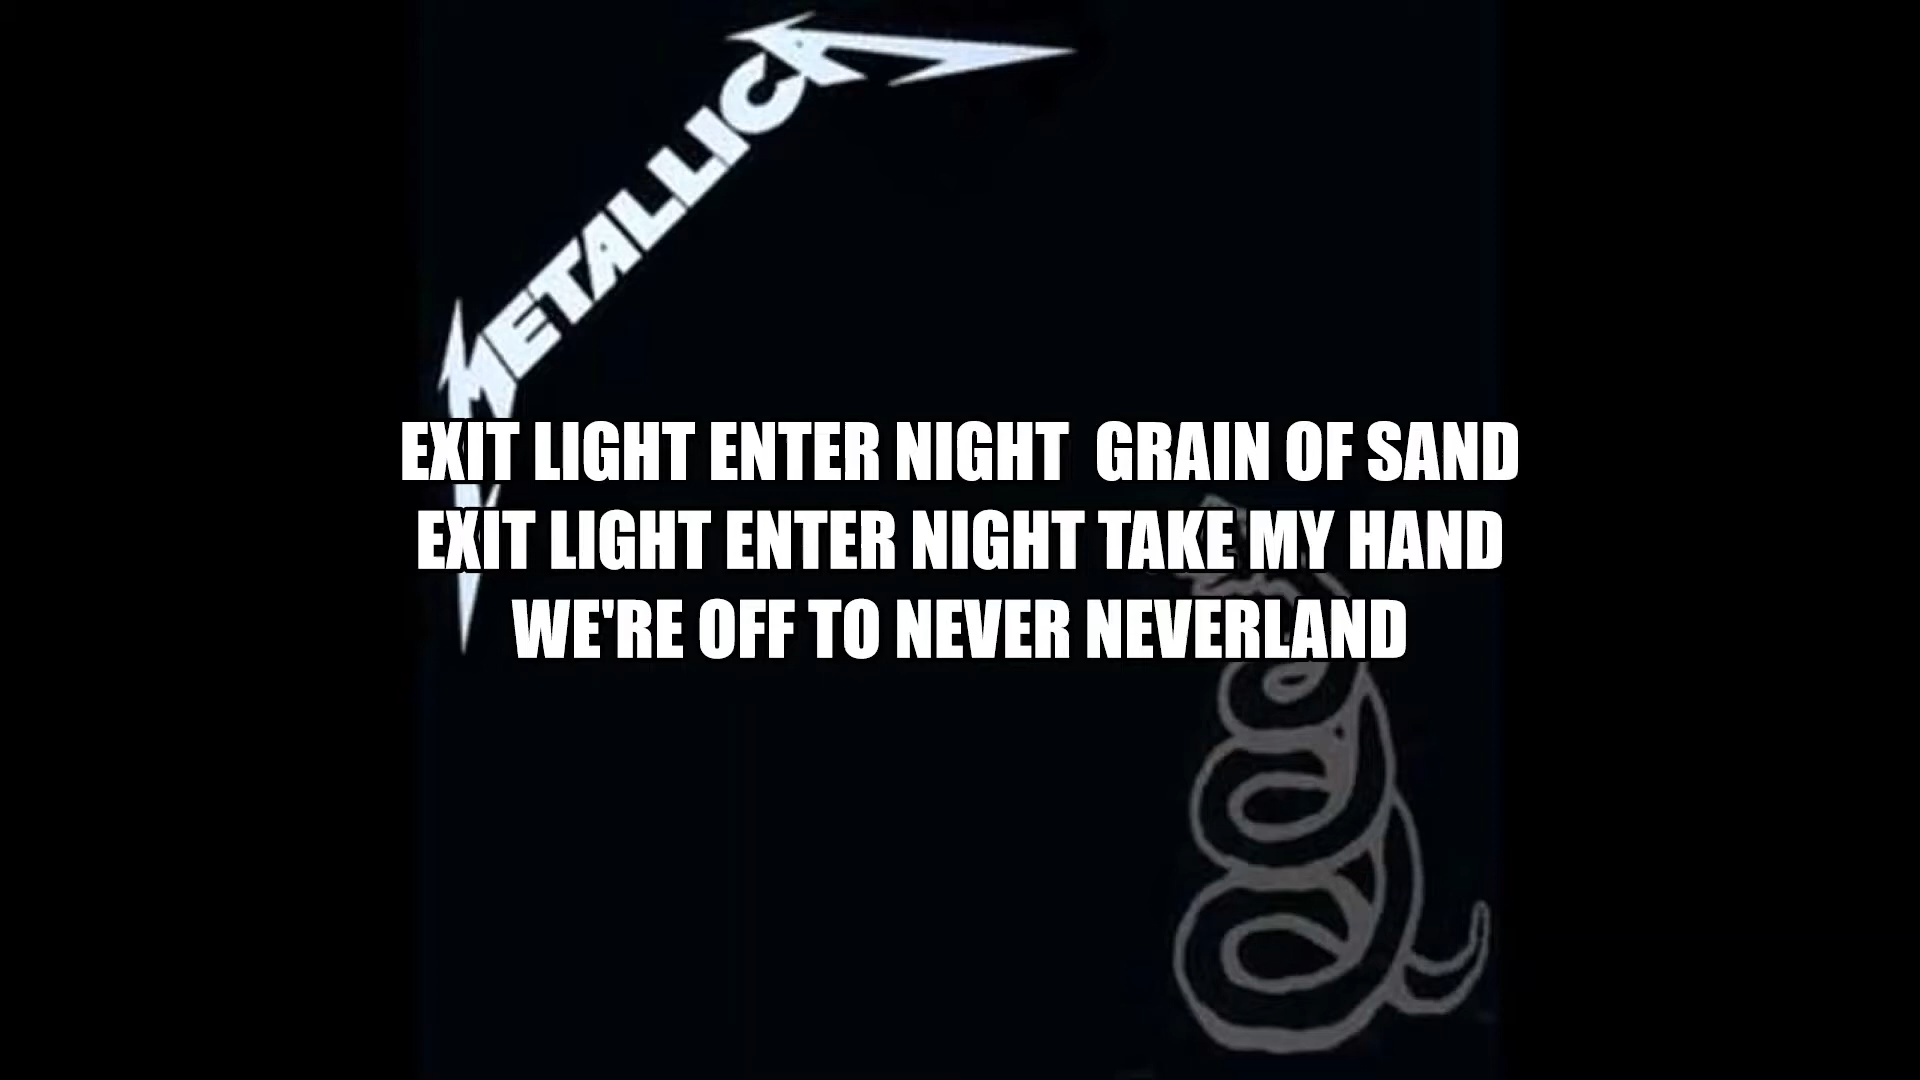 METALLICA
EXIT LIGHT ENTER NIGHT  GRAIN OF SAND
EXIT LIGHT ENTER NIGHT TAKE MY HAND
WE'RE OFF TO NEVER NEVERLAND